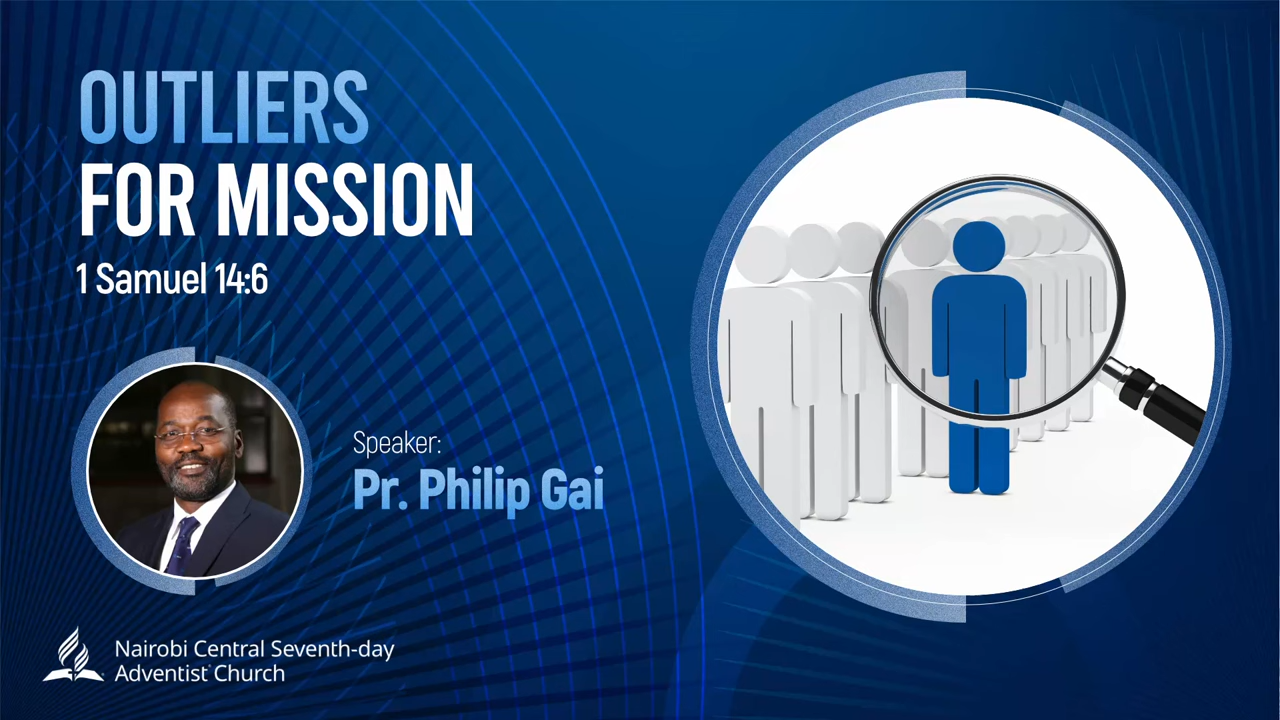 OUTLIERS
FOR MISSION
1 Samuel 14:6
Speaker:
Pr. Philip Gai
Nairobi Central Seventh-day
Adventist Church